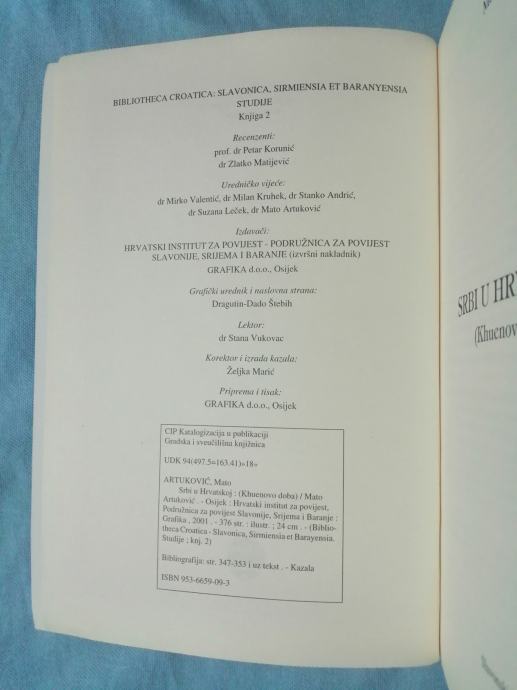 BIBLIOTHECA CROATICA: SLAVONICA, SIRMIENSIA ET BARANYENSIA
STUDIJE
Knjiga 2
Recenzenti:
prof. dr Petar Korunić
dr Zlatko Matijević
Uredničko vijeće:
dr Mirko Valentić, dr Milan Kruhek, dr Stanko Andrić,
dr Suzana Leček, dr Mato Artuković
Izdavači:
HRVATSKI INSTITUT ZA POVIJEST - PODRUŽNICA ZA POVIJEST
SLAVONIJE, SRIJEMA I BARANJE (izvršni nakladnik)
GRAFIKA d.o.o., Osijek
Grafički urednik i naslovna strana:
Dragutin-Dado Štebih
Lektor:
dr Stana Vukovac
Korektor i izrada kazala:
Željka Marić
Priprema i tisak:
GRAFIKA d.o.o., Osijek
CIP Katalogizacija u publikaciji
Gradska i sveučilišna knjižnica
UDK 94(497.5=163.41)»18»
ARTUKOVIĆ, Mato
Srbi u Hrvatskoj : (Khuenovo doba) / Mato
Artuković . - Osijek : Hrvatski institut za povijest,
Podružnica za povijest Slavonije, Srijema i Baranje :
Grafika , 2001 . - 376 str. : ilustr. ; 24 cm . - (Biblio-
theca Croatica - Slavonica, Sirmiensia et Barayensia.
Studije ; knj. 2)
Bibliografija: str. 347-353 i uz tekst . - Kazala
ISBN 953-6659-09-3
SRBI U HRV
(Khuenovo